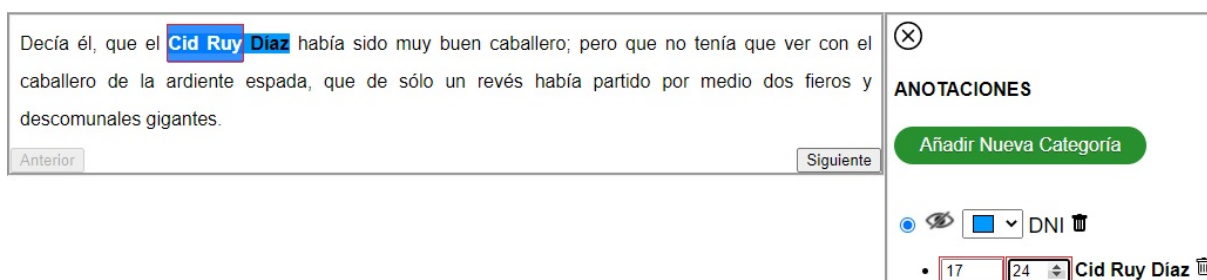 Decía él, que el Cid Ruy Díaz había sido muy buen caballero; pero que no tenía que ver con el
caballero de la ardiente espada, que de sólo un revés había partido por medio dos fieros y
descomunales gigantes.
Anterior
Siguiente
ANOTACIONES
Añadir Nueva Categoría
DNI
17
24
Cid Ruy Díaz